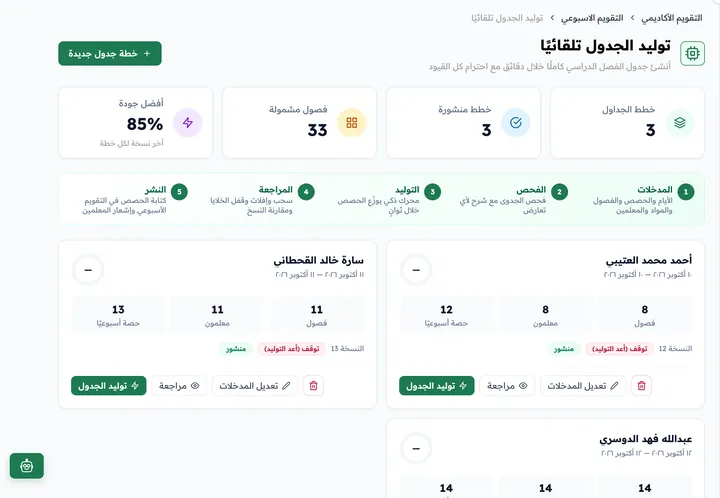 التقويم الأكاديمي > التقويم الاسبوعي > توليد الجدول تلقائيًا
توليد الجدول تلقائيًا
أنشئ جدول الفصل الدراسي كاملًا خلال دقائق مع احترام كل القيود
+ خطة جدول جديدة
خطط الجداول
3
خطط منشورة
3
فصول مشمولة
33
أفضل جودة
85%
آخر نسخة لكل خطة
1 المدخلات
الأيام والحصص والفصول
والمواد والمعلمين
2 الفحص
فحص الجدوى مع شرح لأي
تعارض
3 التوليد
محرك ذكي يوزّع الحصص
خلال ثوانٍ
4 المراجعة
سحب وإفلات وقفل الخلايا
ومقارنة النسخ
5 النشر
كتابة الحصص في التقويم
الأسبوعي وإشعار المعلمين
أحمد محمد العتيبي
١٠ أكتوبر ٢٠٢٦ — ١٠ أكتوبر ٢٠٢٦
—
8 8 12
فصول معلمون حصة أسبوعيًا
النسخة 12 توقف (أعد التوليد) منشور
تعديل المدخلات مراجعة توليد الجدول
سارة خالد القحطاني
١١ أكتوبر ٢٠٢٦ — ١١ أكتوبر ٢٠٢٦
—
11 11 13
فصول معلمون حصة أسبوعيًا
النسخة 13 توقف (أعد التوليد) منشور
تعديل المدخلات مراجعة توليد الجدول
عبدالله فهد الدوسري
١٢ أكتوبر ٢٠٢٦ — ١٢ أكتوبر ٢٠٢٦
—
14 14 14